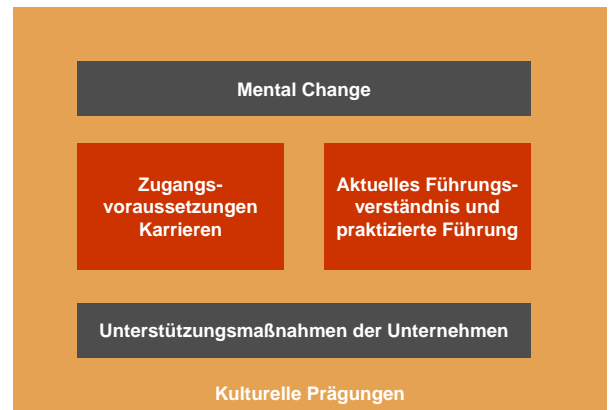 Mental Change
Zugangs-
voraussetzungen
Karrieren
Aktuelles Führungs-
verständnis und
praktizierte Führung
Unterstützungsmaßnahmen der Unternehmen
Kulturelle Prägungen